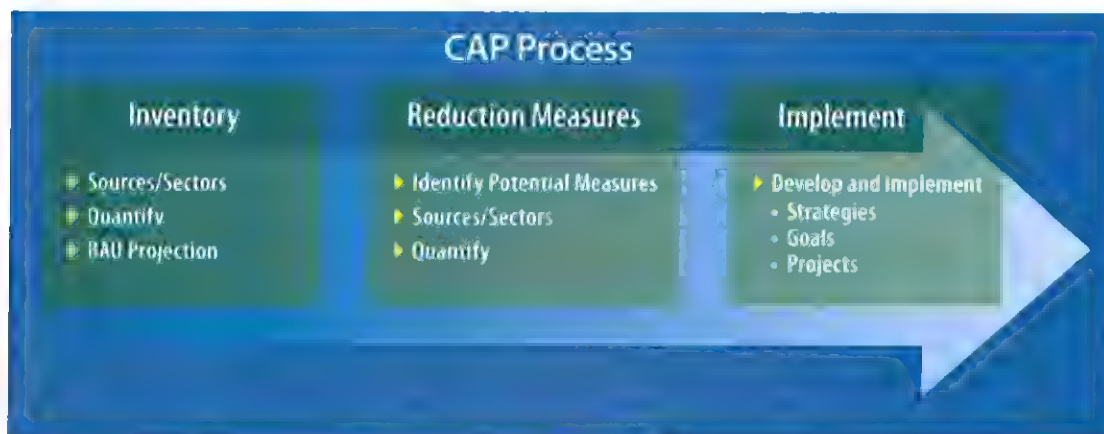 CAP Process
Inventory
Sources/Sectors
Quantify
BAU Projection
Reduction Measures
Identify Potential Measures
Sources/Sectors
Quantify
Implement
Develop and implement
Strategies
Goals
Projects